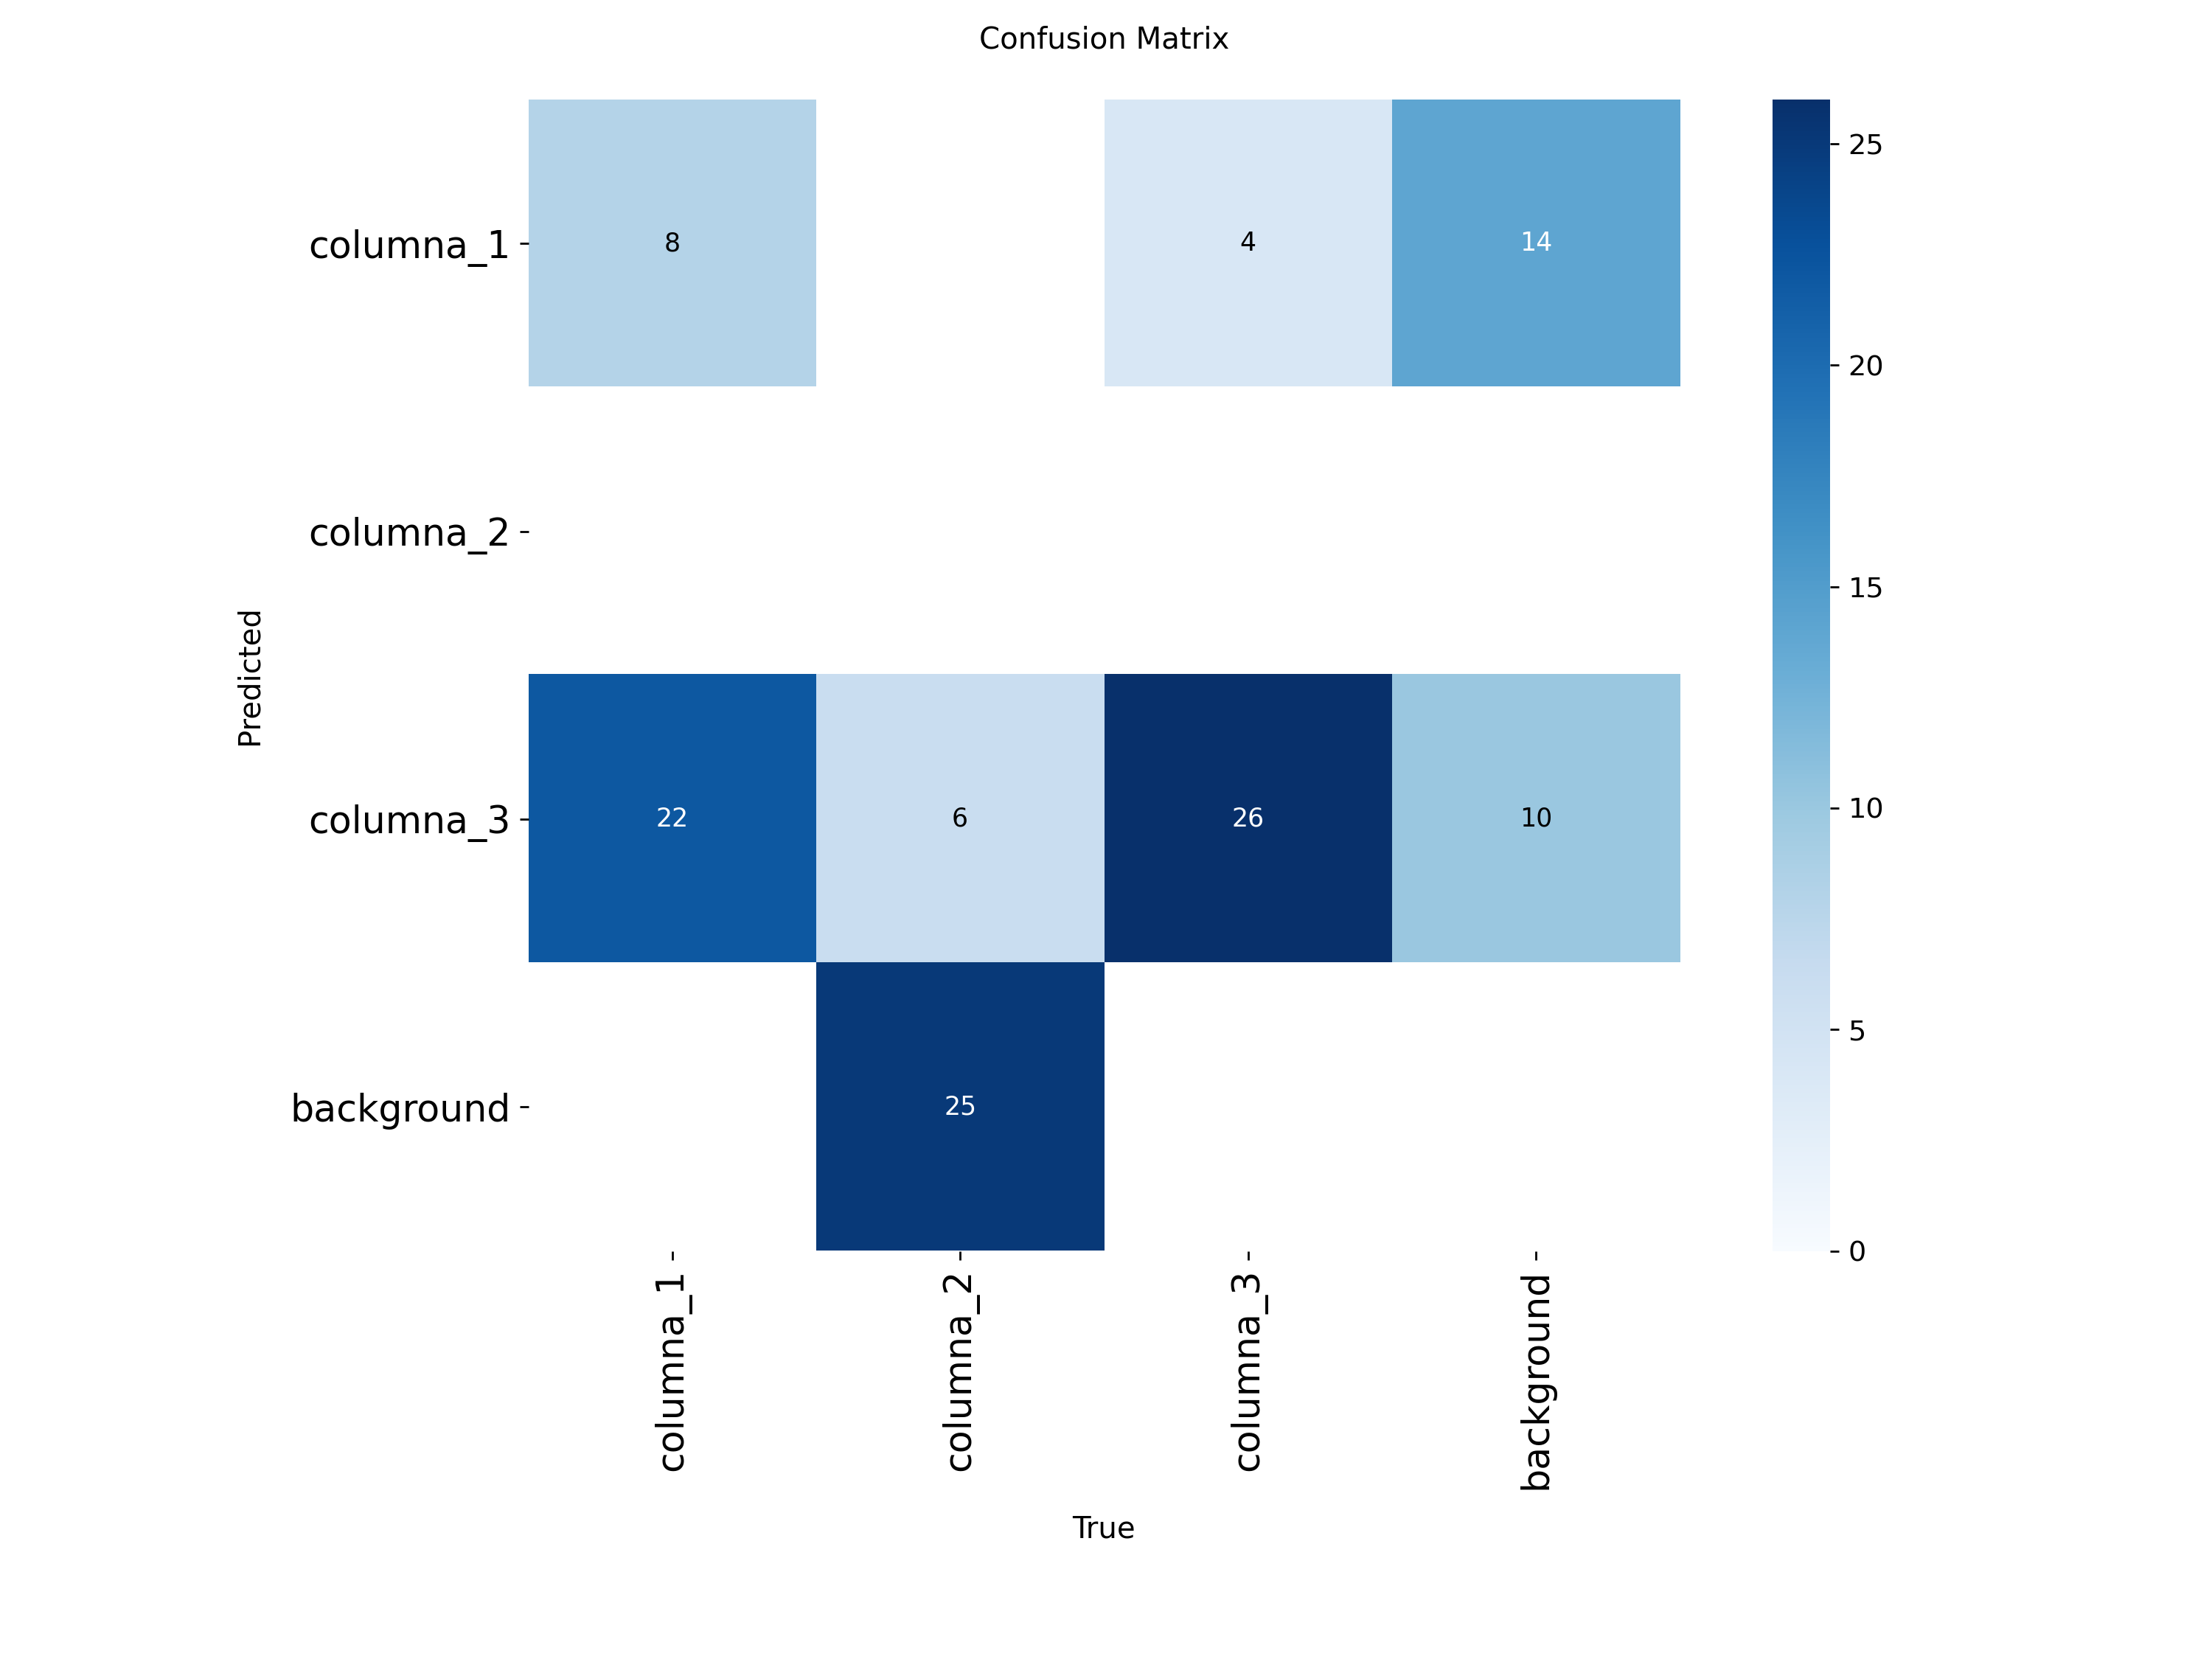 Confusion Matrix
columna_1
8
4
14
columna_2
columna_3
22
6
26
10
background
25
Predicted
columna_1
columna_2
columna_3
background
True
25
20
15
10
5
0